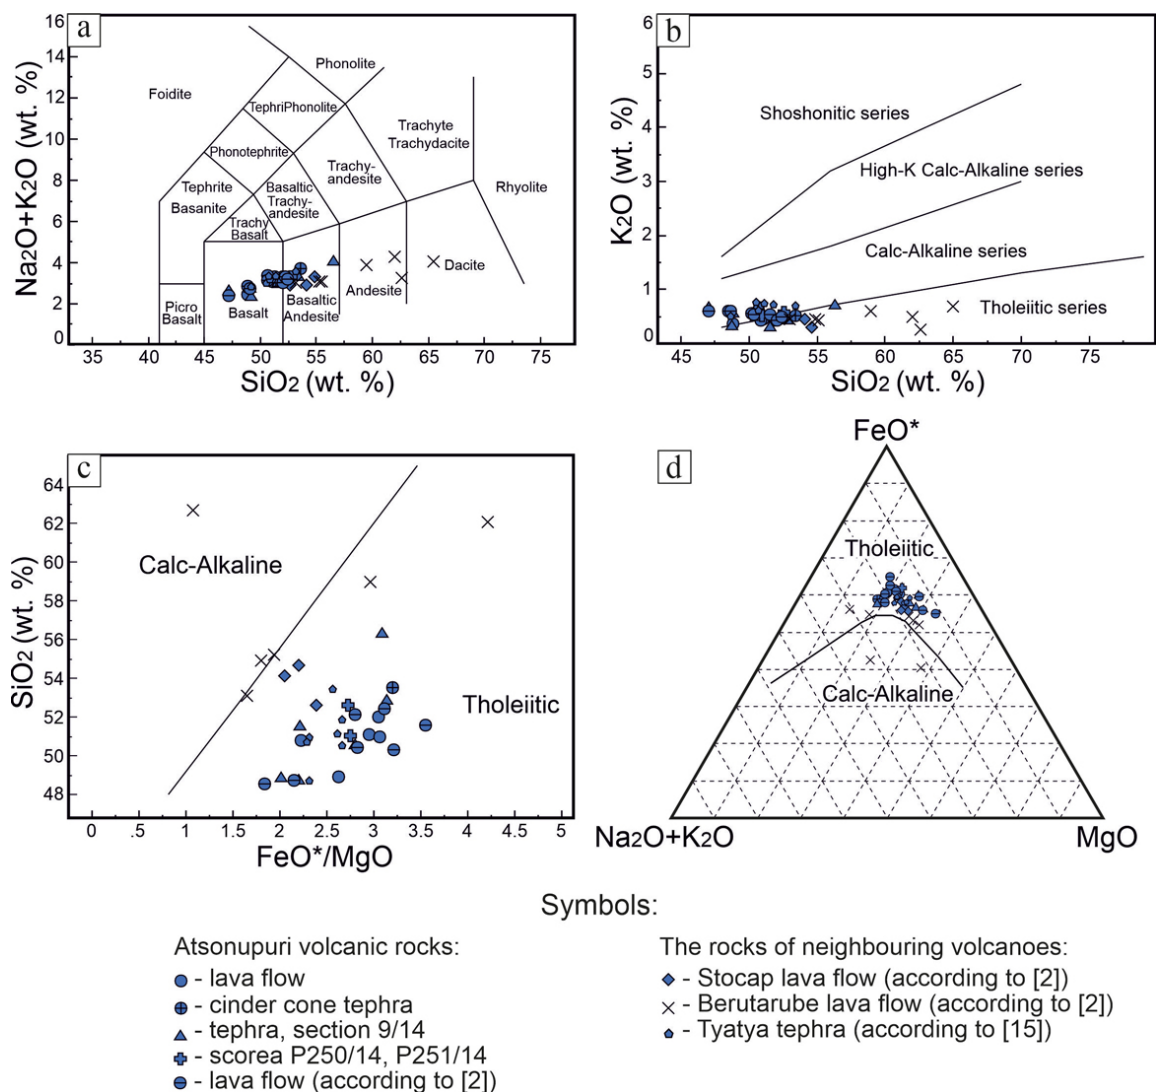 a
Na2O+K2O (wt. %)
16
14
12
10
8
6
4
2
0
Foidite
Phonolite
TephriPhonolite
Phonotephrite
Trachyte
Trachydacite
Trachy-
andesite
Tephrite
Basanite
Basaltic
Trachy-
andesite
Rhyolite
Trachy
Basalt
Dacite
Andesite
Picro
Basalt
Basalt
Basaltic
Andesite
35 40 45 50 55 60 65 70 75
SiO2 (wt. %)
b
K2O (wt. %)
6
5
4
3
2
1
0
Shoshonitic series
High-K Calc-Alkaline series
Calc-Alkaline series
Tholeiitic series
45 50 55 60 65 70 75
SiO2 (wt. %)
c
SiO2 (wt. %)
64
62
60
58
56
54
52
50
48
Calc-Alkaline
Tholeiitic
0 .5 1 1.5 2 2.5 3 3.5 4 4.5 5
FeO*/MgO
d
FeO*
Tholeiitic
Calc-Alkaline
Na2O+K2O
MgO
Symbols:
Atsonupuri volcanic rocks:
- lava flow
- cinder cone tephra
- tephra, section 9/14
- scorea P250/14, P251/14
- lava flow (according to [2])
The rocks of neighbouring volcanoes:
- Stocap lava flow (according to [2])
- Berutarube lava flow (according to [2])
- Tyatya tephra (according to [15])